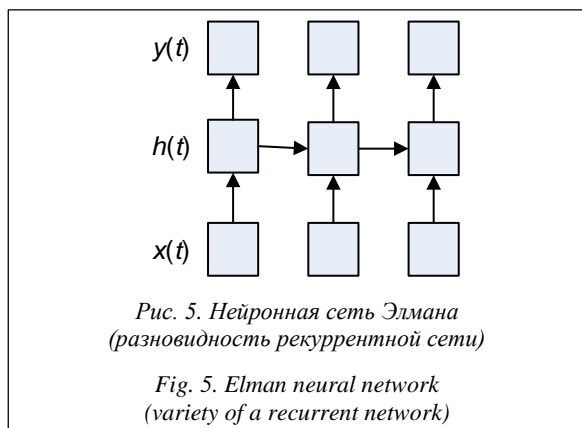 y(t)
h(t)
x(t)
Рис. 5. Нейронная сеть Элмана
(разновидность рекуррентной сети)
Fig. 5. Elman neural network
(variety of a recurrent network)